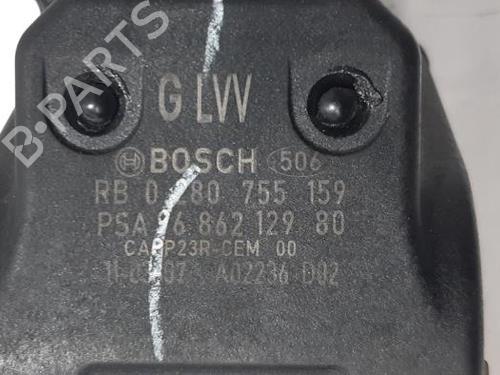 G LVV
BOSCH 506
RB 0 280 755 159
PSA 96 862 129 80
CAPP23R-CEM 00
A02236 D02
B-PARTS